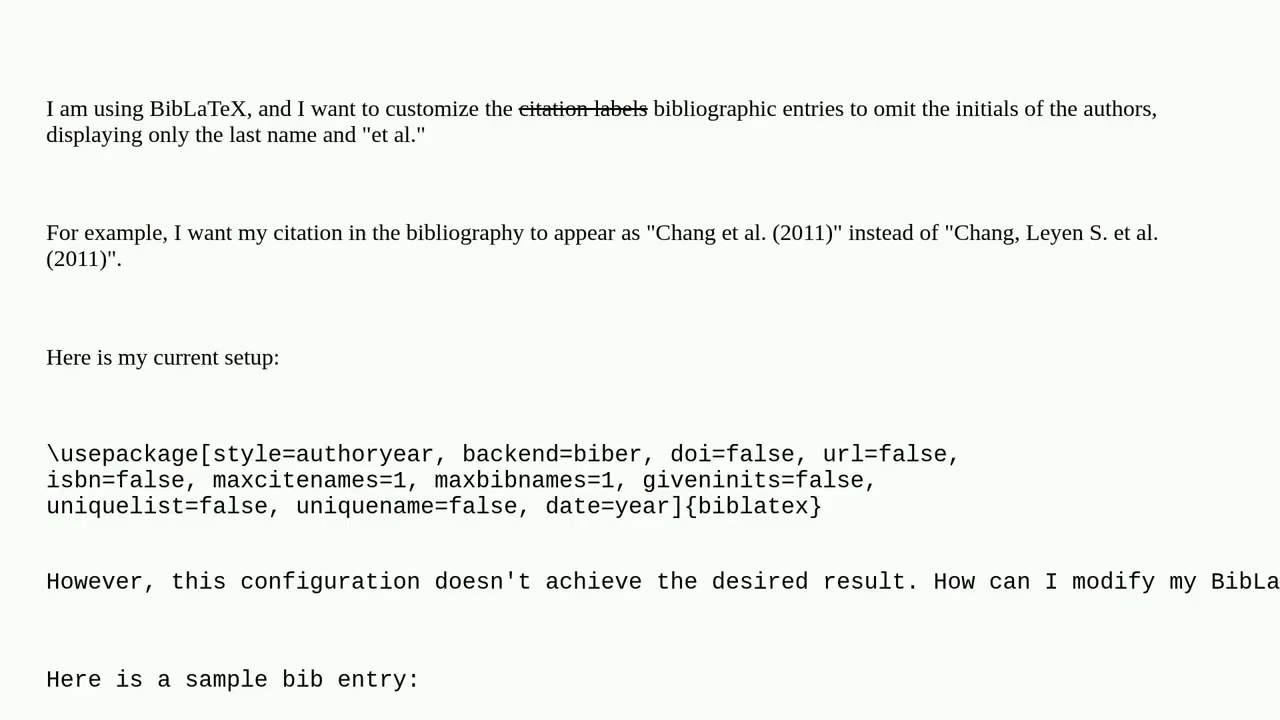 I am using BibLaTeX, and I want to customize the citation labels bibliographic entries to omit the initials of the authors,
displaying only the last name and "et al."
For example, I want my citation in the bibliography to appear as "Chang et al. (2011)" instead of "Chang, Leyen S. et al.
(2011)".
Here is my current setup:
\usepackage[style=authoryear, backend=biber, doi=false, url=false,
isbn=false, maxcitenames=1, maxbibnames=1, giveninits=false,
uniquelist=false, uniquename=false, date=year]{biblatex}
However, this configuration doesn't achieve the desired result. How can I modify my BibLa
Here is a sample bib entry: